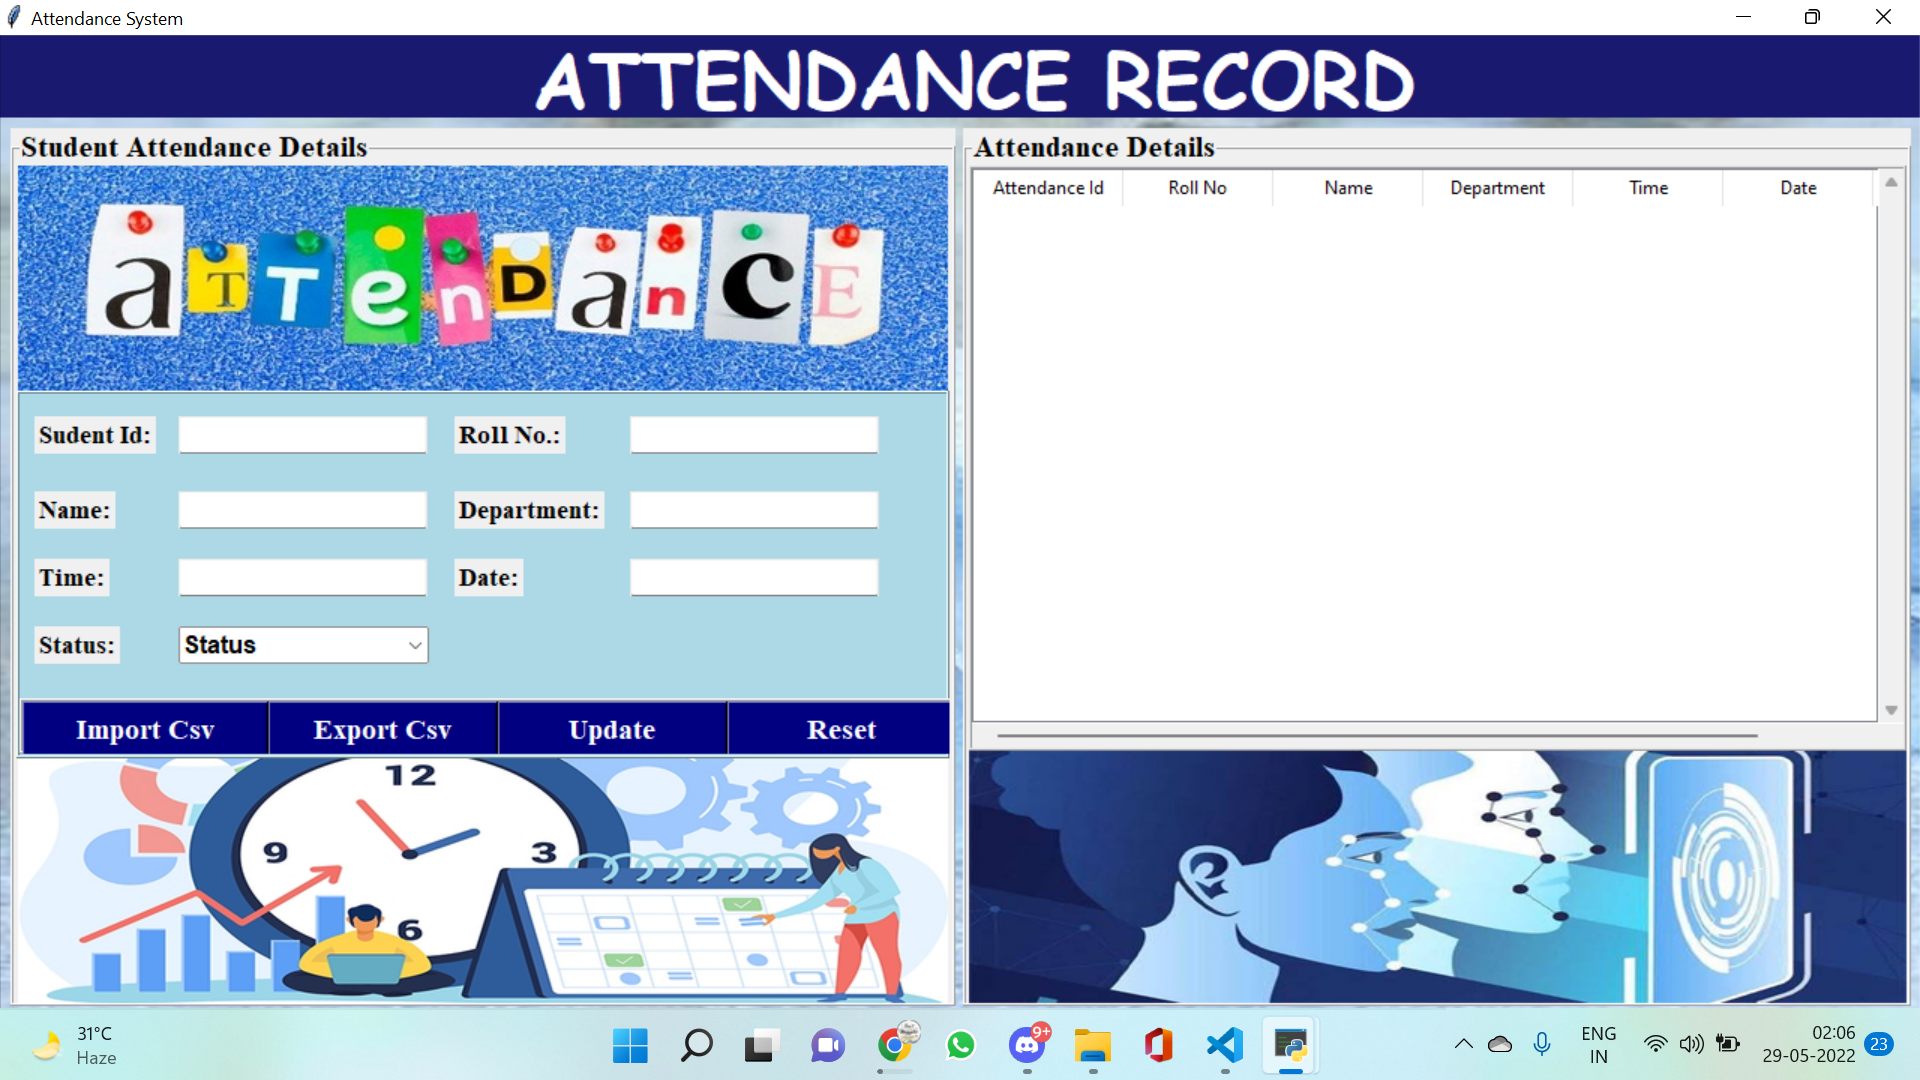 Attendance System
ATTENDANCE RECORD
Student Attendance Details
aTTenDanCE
Sudent Id:
Roll No.:
Name:
Department:
Time:
Date:
Status:
Status
Import Csv
Export Csv
Update
Reset
12
9
3
6
Attendance Details
Attendance Id
Roll No
Name
Department
Time
Date
31°C
Haze
9+
ENG
IN
02:06
29-05-2022
23